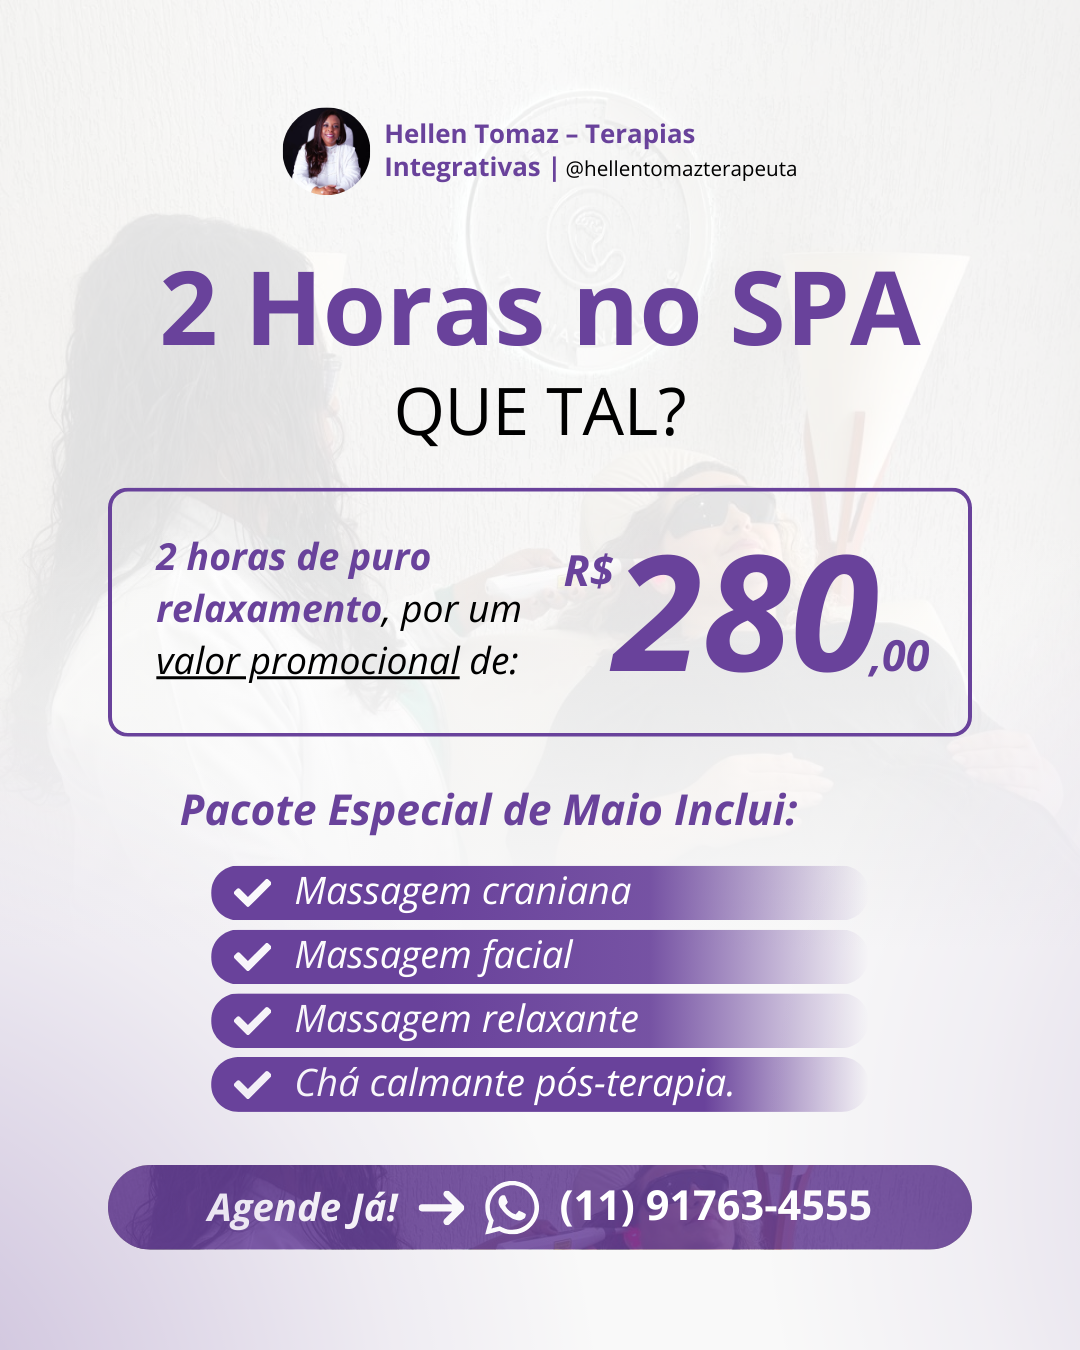 Hellen Tomaz – Terapias
Integrativas | @hellentomazterapeuta
2 Horas no SPA
QUE TAL?
2 horas de puro
relaxamento, por um
valor promocional de:
R$ 280,00
Pacote Especial de Maio Inclui:
Massagem craniana
Massagem facial
Massagem relaxante
Chá calmante pós-terapia.
Agende Já! → (11) 91763-4555